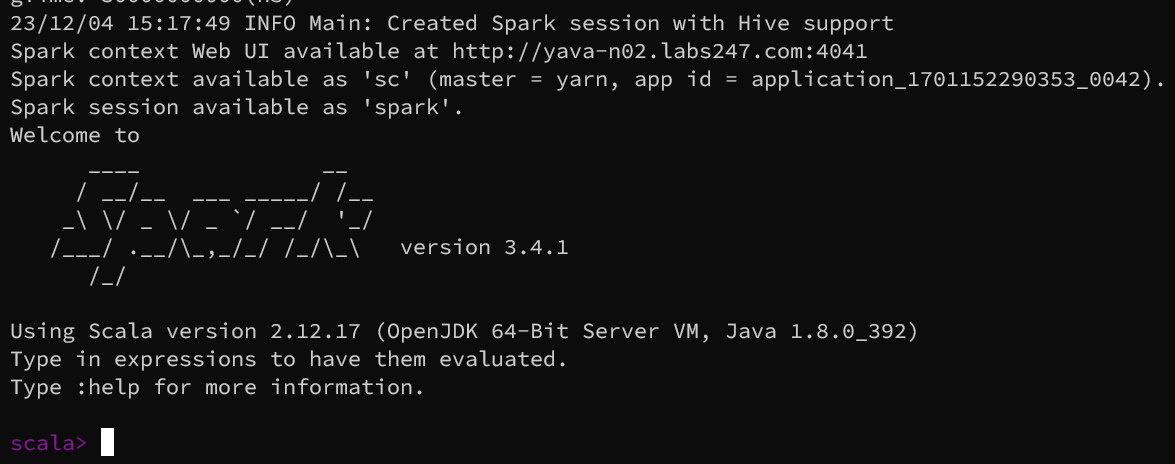 23/12/04 15:17:49 INFO Main: Created Spark session with Hive support
Spark context Web UI available at http://yava-n02.labs247.com:4041
Spark context available as 'sc' (master = yarn, app id = application_1701152290353_0042).
Spark session available as 'spark'.
Welcome to
      ____              __
     / __/__  ___ _____/ /__
    _\ \/ _ \/ _ `/ __/  '_/
   /___/ .__/\_,_/_/ /_/\_\   version 3.4.1
      /_/
Using Scala version 2.12.17 (OpenJDK 64-Bit Server VM, Java 1.8.0_392)
Type in expressions to have them evaluated.
Type :help for more information.
scala>